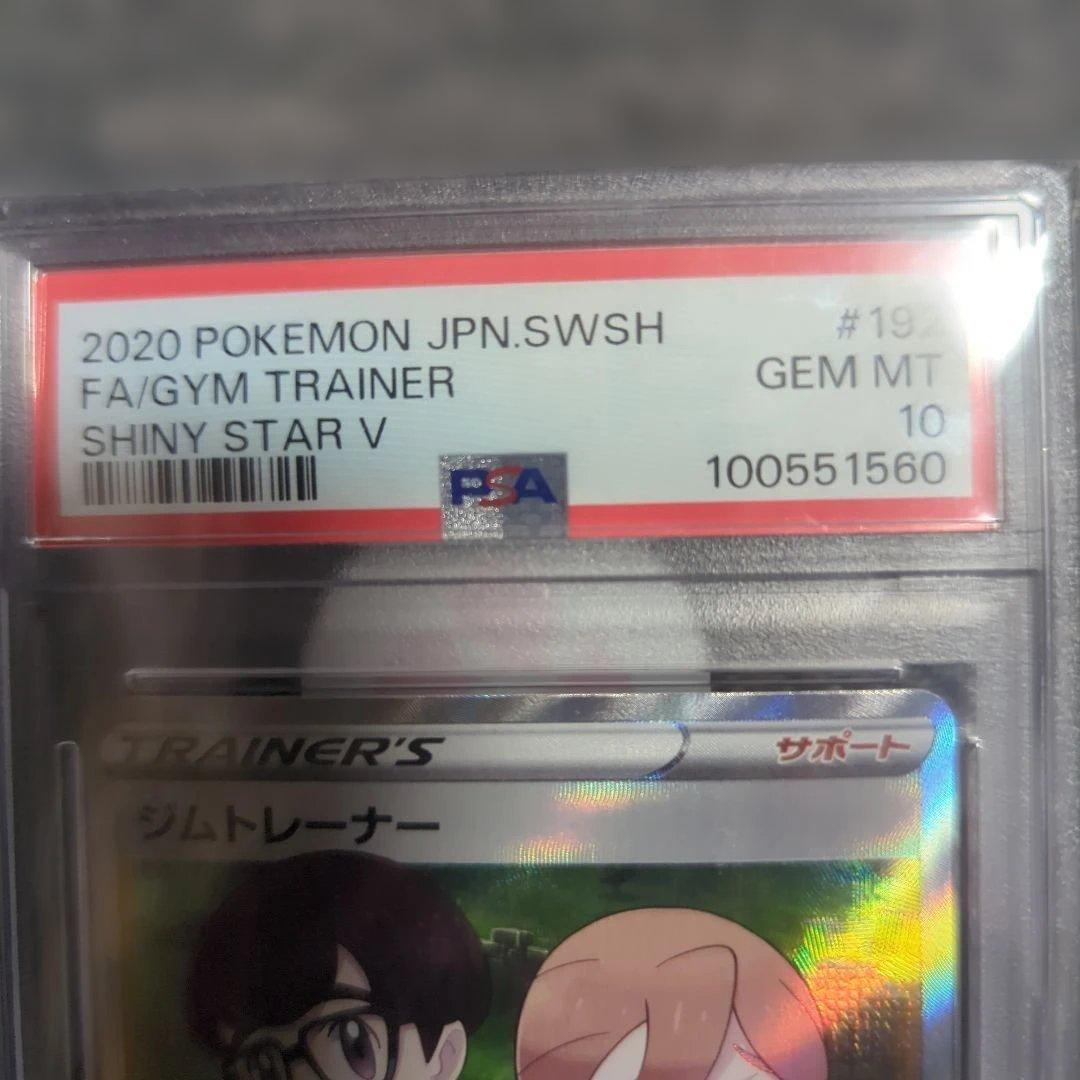 2020 POKEMON JPN.SWSH #192
FA/GYM TRAINER GEM MT
SHINY STAR V 10
100551560
PSA
TRAINER'S サポート
ジムトレーナー